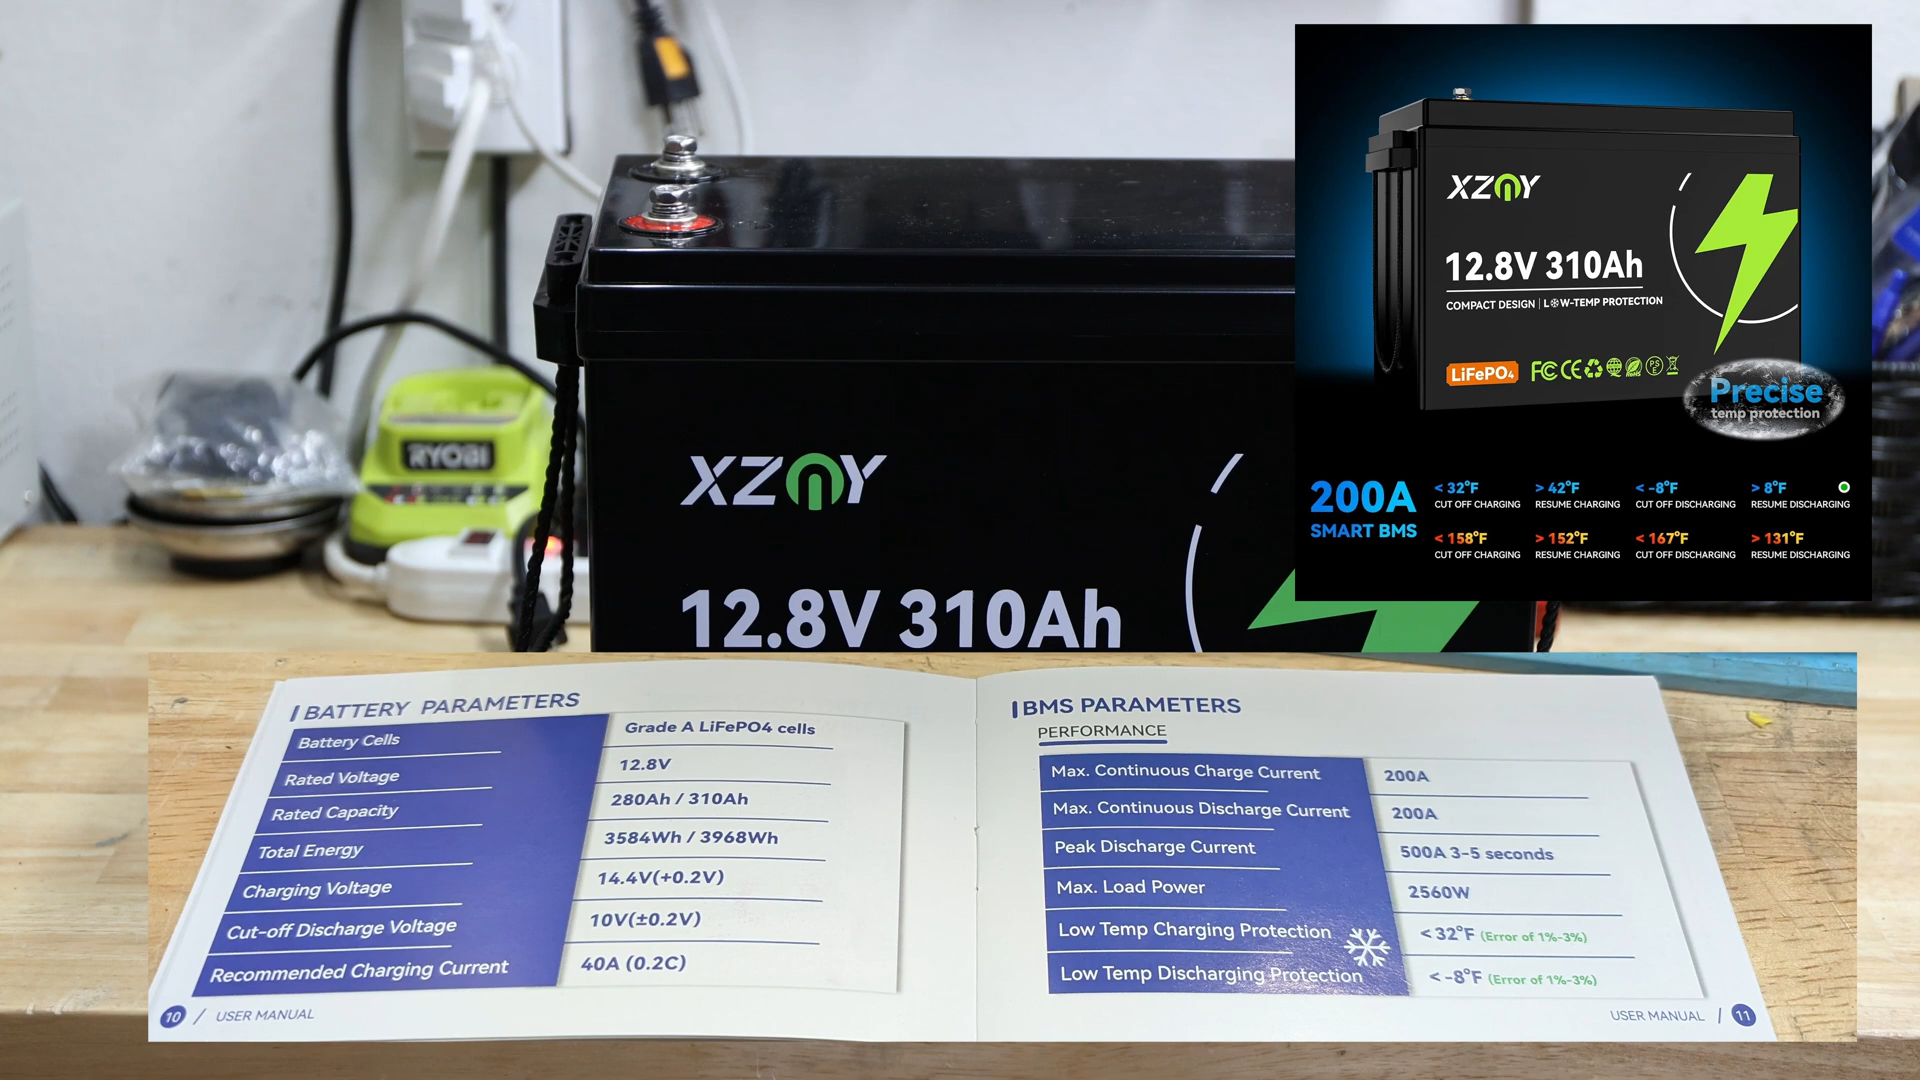 RYOBI
XZNY
12.8V 310Ah
XZNY
12.8V 310Ah
COMPACT DESIGN | LOW-TEMP PROTECTION
LiFePO4
FC CE
Precise
temp protection
200A
SMART BMS
< 32°F
CUT OFF CHARGING
> 42°F
RESUME CHARGING
< -8°F
CUT OFF DISCHARGING
> 8°F
RESUME DISCHARGING
< 158°F
CUT OFF CHARGING
> 152°F
RESUME CHARGING
< 167°F
CUT OFF DISCHARGING
> 131°F
RESUME DISCHARGING
BATTERY PARAMETERS
Battery Cells Grade A LiFePO4 cells
Rated Voltage 12.8V
Rated Capacity 280Ah / 310Ah
Total Energy 3584Wh / 3968Wh
Charging Voltage 14.4V(+0.2V)
Cut-off Discharge Voltage 10V(±0.2V)
Recommended Charging Current 40A (0.2C)
10 / USER MANUAL
BMS PARAMETERS
PERFORMANCE
Max. Continuous Charge Current 200A
Max. Continuous Discharge Current 200A
Peak Discharge Current 500A 3-5 seconds
Max. Load Power 2560W
Low Temp Charging Protection < 32°F (Error of 1%-3%)
Low Temp Discharging Protection < -8°F (Error of 1%-3%)
USER MANUAL | 11